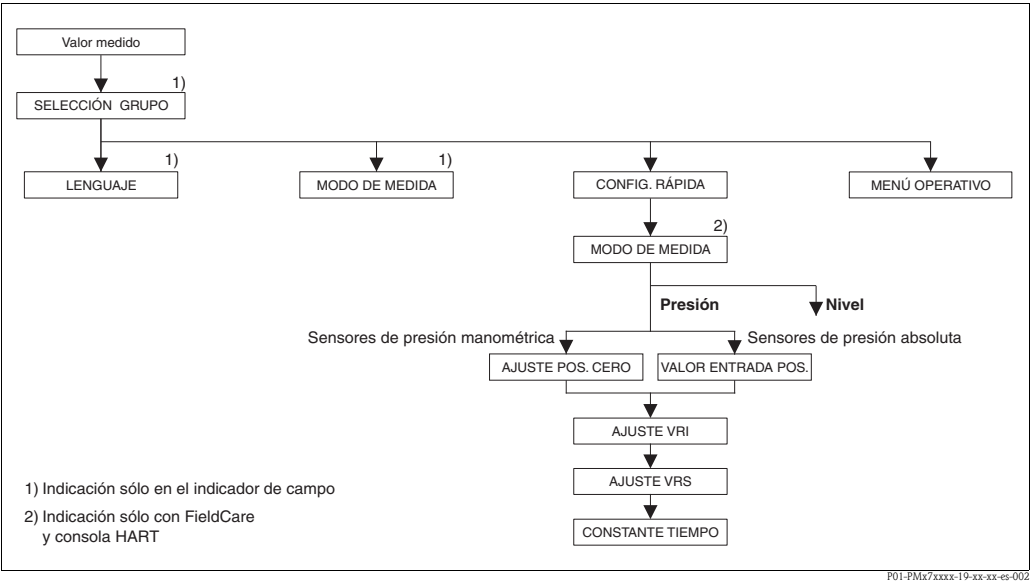 Valor medido
1)
SELECCIÓN GRUPO
1)
1)
LENGUAJE
MODO DE MEDIDA
CONFIG. RÁPIDA
MENÚ OPERATIVO
2)
MODO DE MEDIDA
Presión
Nivel
Sensores de presión manométrica
Sensores de presión absoluta
AJUSTE POS. CERO
VALOR ENTRADA POS.
AJUSTE VRI
AJUSTE VRS
CONSTANTE TIEMPO
1) Indicación sólo en el indicador de campo
2) Indicación sólo con FieldCare
y consola HART
P01-PMx7xxxx-19-xx-xx-es-002